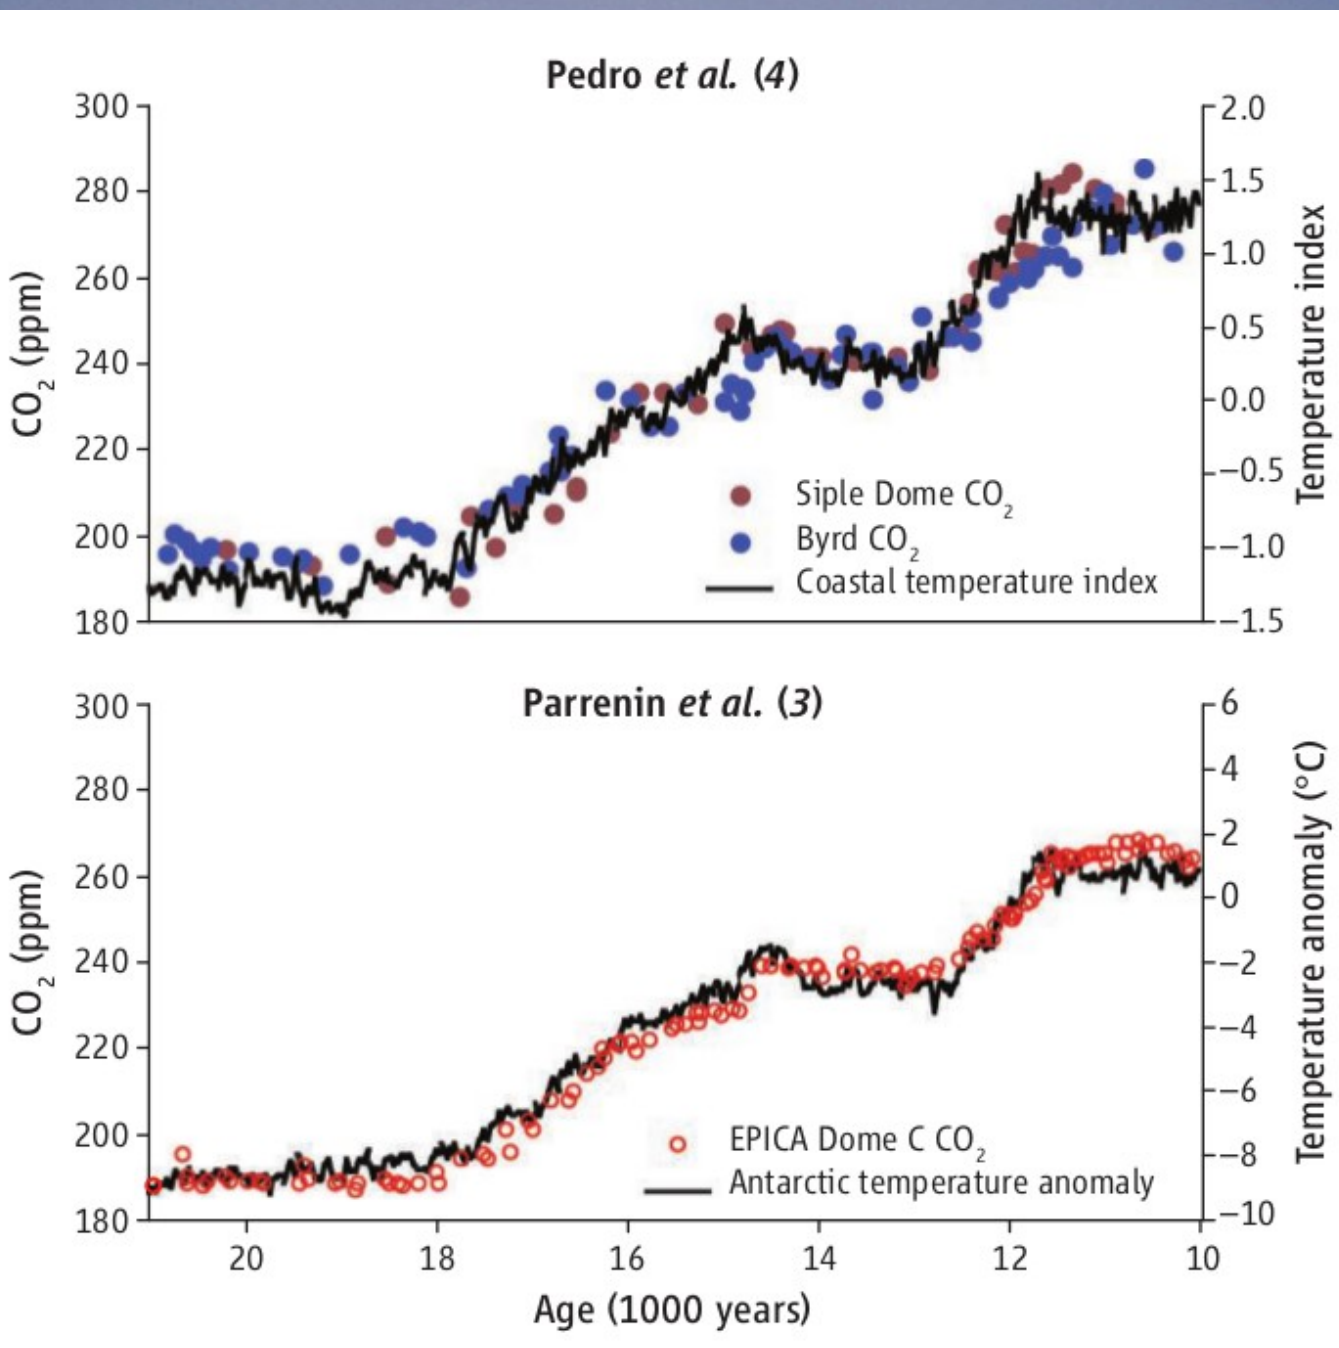 Pedro et al. (4)
300
280
260
240
220
200
180
CO2 (ppm)
2.0
1.5
1.0
0.5
0.0
−0.5
−1.0
−1.5
Temperature index
Siple Dome CO2
Byrd CO2
Coastal temperature index
Parrenin et al. (3)
300
280
260
240
220
200
180
CO2 (ppm)
6
4
2
0
−2
−4
−6
−8
−10
Temperature anomaly (°C)
EPICA Dome C CO2
Antarctic temperature anomaly
20 18 16 14 12 10
Age (1000 years)